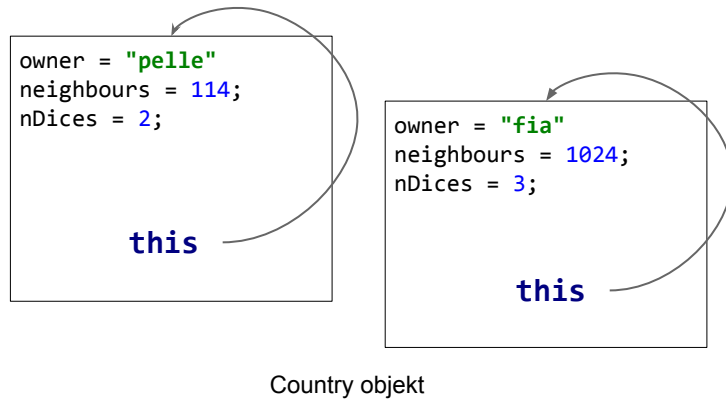 owner = "pelle"
neighbours = 114;
nDices = 2;
this
owner = "fia"
neighbours = 1024;
nDices = 3;
this
Country objekt